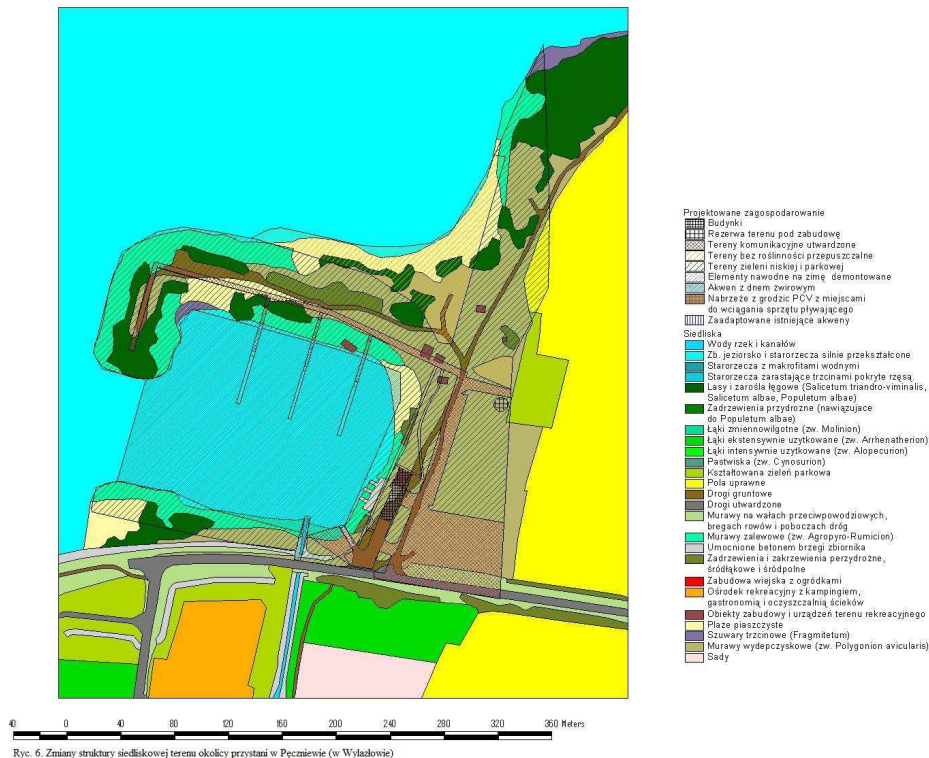 Projektowane zagospodarowanie
Budynki
Rezerwa terenu pod zabudowę
Tereny komunikacyjne utwardzone
Tereny bez roślinności przepuszczalne
Tereny zieleni niskiej i parkowej
Elementy nawodne na zimę demontowane
Akwen z dnem żwirowym
Nabrzeże z grodzic PCV z miejscami
do wciągania sprzętu pływającego
Zaadaptowane istniejące akweny
Siedliska
Wody rzek i kanałów
Zb. jeziorsko i starorzecza silnie przekształcone
Starorzecza z makrofitami wodnymi
Starorzecza zarastające trzcinami pokryte rzęsą.
Lasy i zarośla łęgowe (Salicetum triandro-viminalis,
Salicetum albae, Populetum albae)
Zadrzewienia przydrozne (nawiązujace
do Populetum albae)
Łąki zmiennowilgotne (zw. Molinion)
Łąki ekstensywnie uzytkowane (zw. Arrhenatherion)
Łąki intensywnie uzytkowane (zw. Alopecurion)
Pastwiska (zw. Cynosurion)
Kształtowana zieleń parkowa
Pola uprawne
Drogi gruntowe
Drogi utwardzone
Murawy na wałach przeciwpowodziowych,
bregach rowów i poboczach dróg
Murawy zalewowe (zw. Agropyro-Rumicion)
Umocnione betonem brzegi zbiornika
Zadrzewienia i zakrzewienia perzydrożne,
śródłąkowe i śródpolne
Zabudowa wiejska z ogródkami
Ośrodek rekreacyjny z kampingiem,
gastronomią i oczyszczalnią ścieków
Obiekty zabudowy i urządzeń terenu rekreacyjnego
Plaże piaszczyste
Szuwary trzcinowe (Fragmitetum)
Murawy wydepczyskowe (zw. Polygonion avicularis)
Sady
40 0 40 80 120 160 200 240 280 320 360 Meters
Ryc. 6. Zmiany struktury siedliskowej terenu okolicy przystani w Pęczniewie (w Wylazłowie)